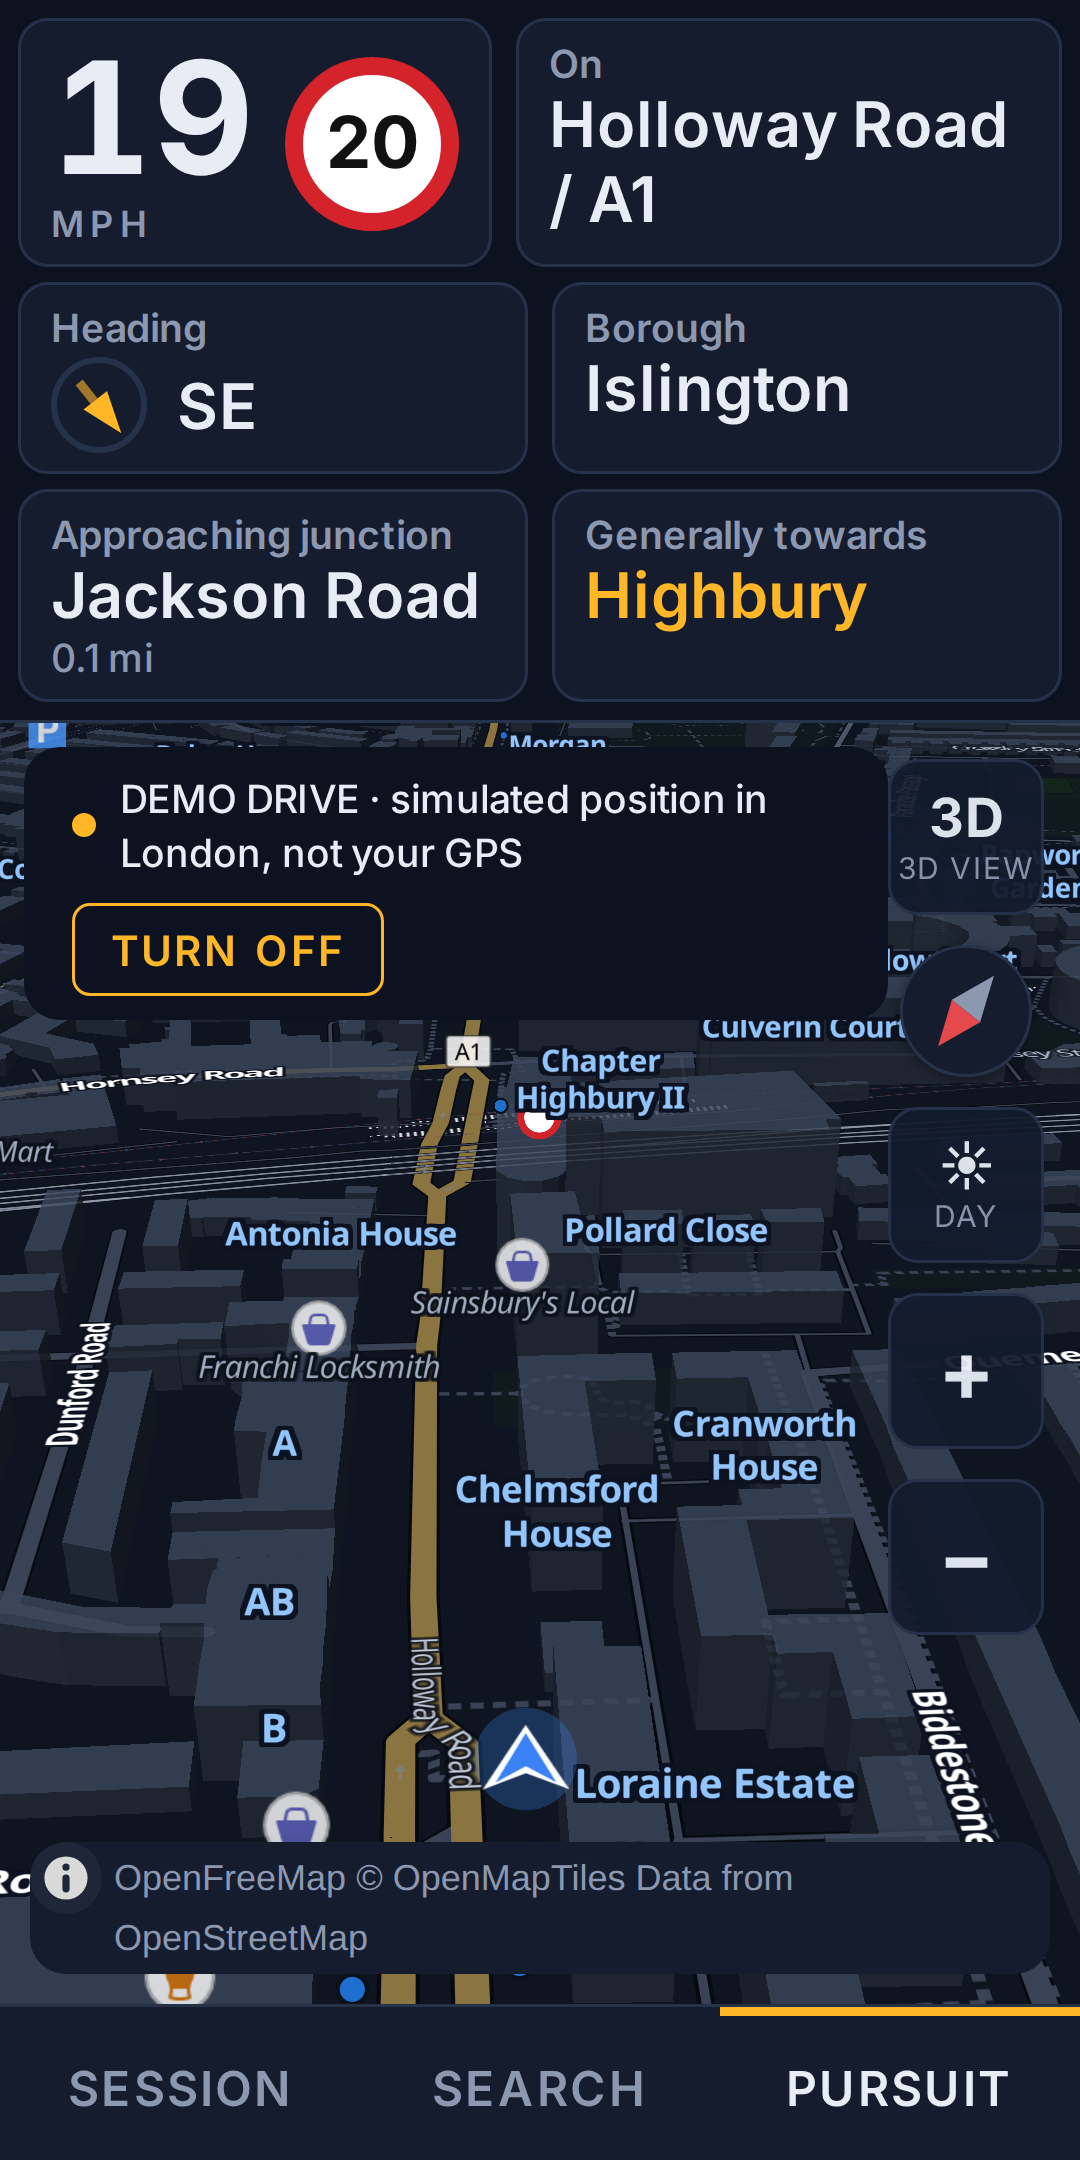 19
MPH
20
On
Holloway Road
/ A1
Heading
SE
Borough
Islington
Approaching junction
Jackson Road
0.1 mi
Generally towards
Highbury
P
Morgan
DEMO DRIVE · simulated position in
London, not your GPS
TURN OFF
3D
3D VIEW
Culverin Court
A1
Chapter
Highbury II
Hornsey Road
Mart
Antonia House
Pollard Close
DAY
Sainsbury's Local
Franchi Locksmith
Dunford Road
+
A
Cranworth
House
Chelmsford
House
−
AB
Holloway Road
B
Biddestone
Loraine Estate
OpenFreeMap © OpenMapTiles Data from
OpenStreetMap
SESSION
SEARCH
PURSUIT